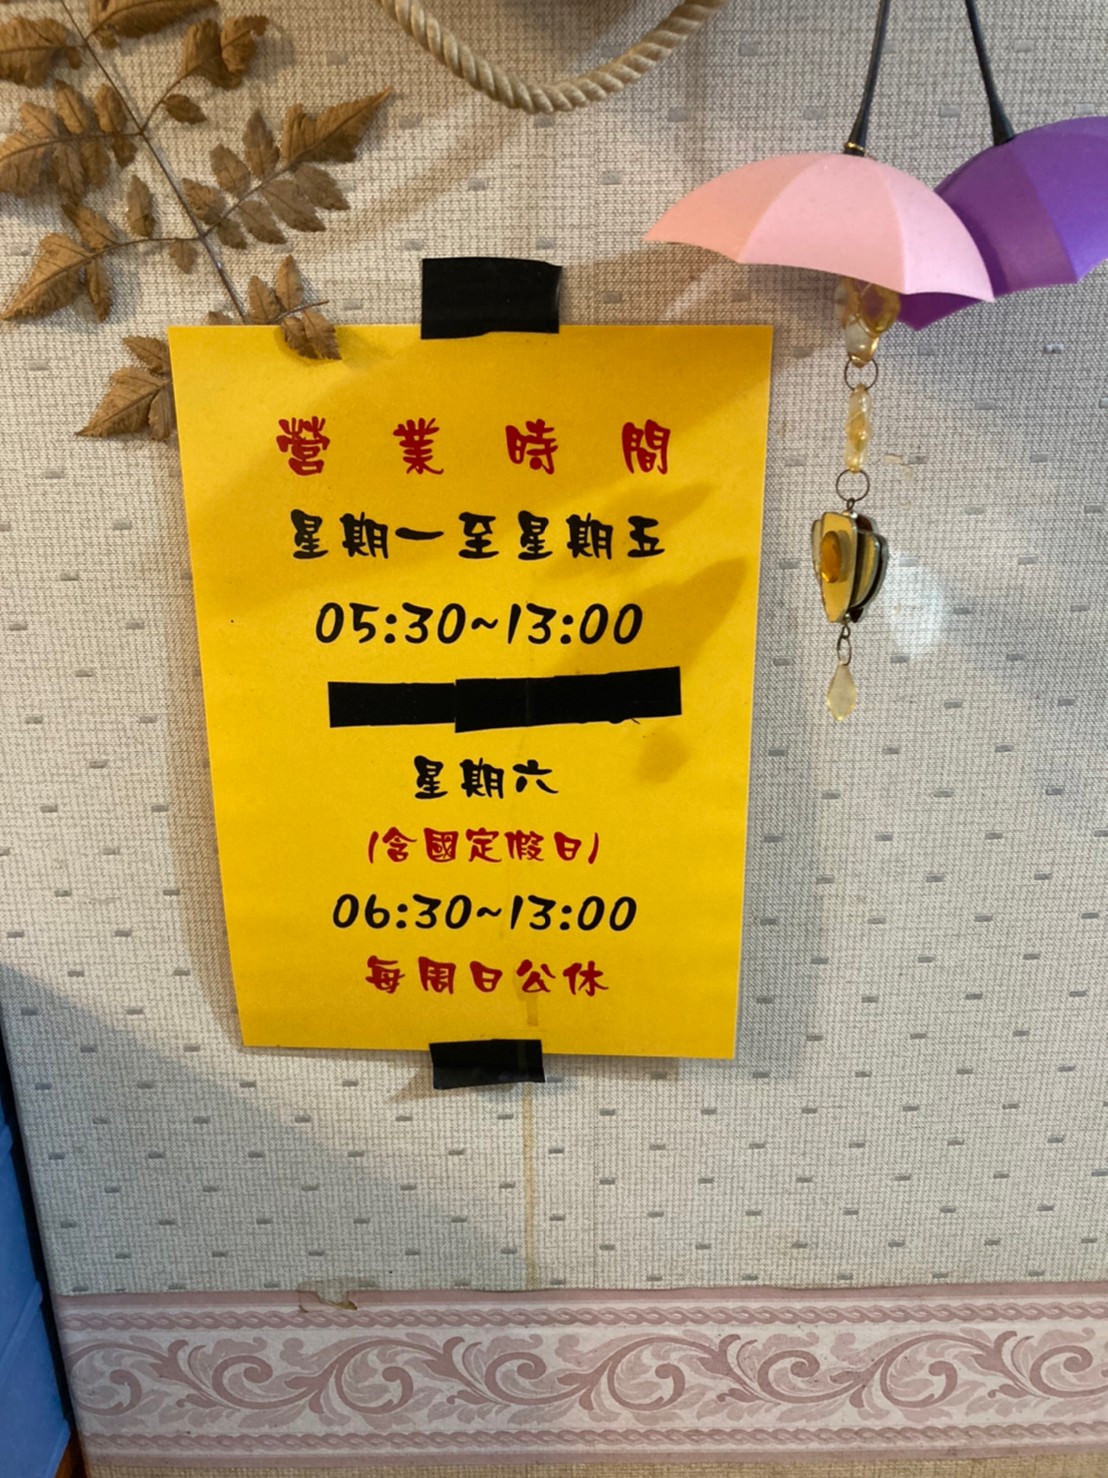 營業時間
星期一至星期五
05:30~13:00
星期六
(含國定假日)
06:30~13:00
每周日公休